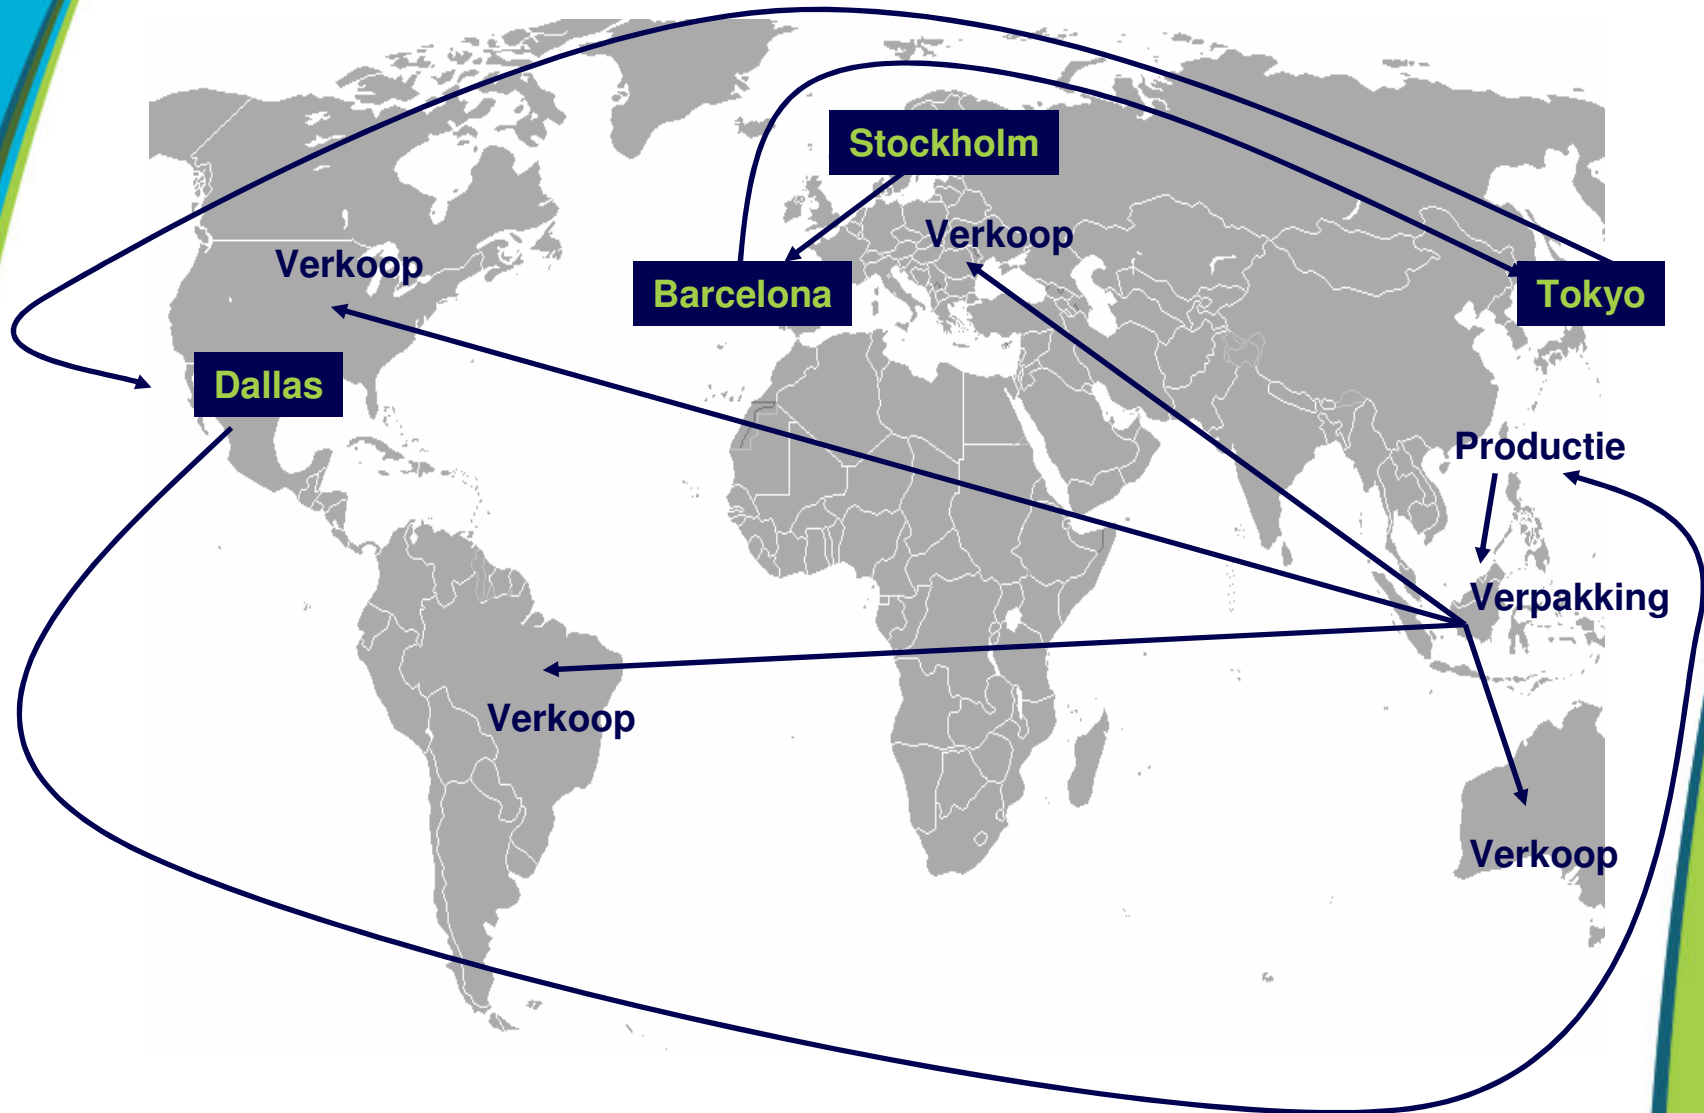 Stockholm
Verkoop
Verkoop
Barcelona
Tokyo
Dallas
Productie
Verpakking
Verkoop
Verkoop